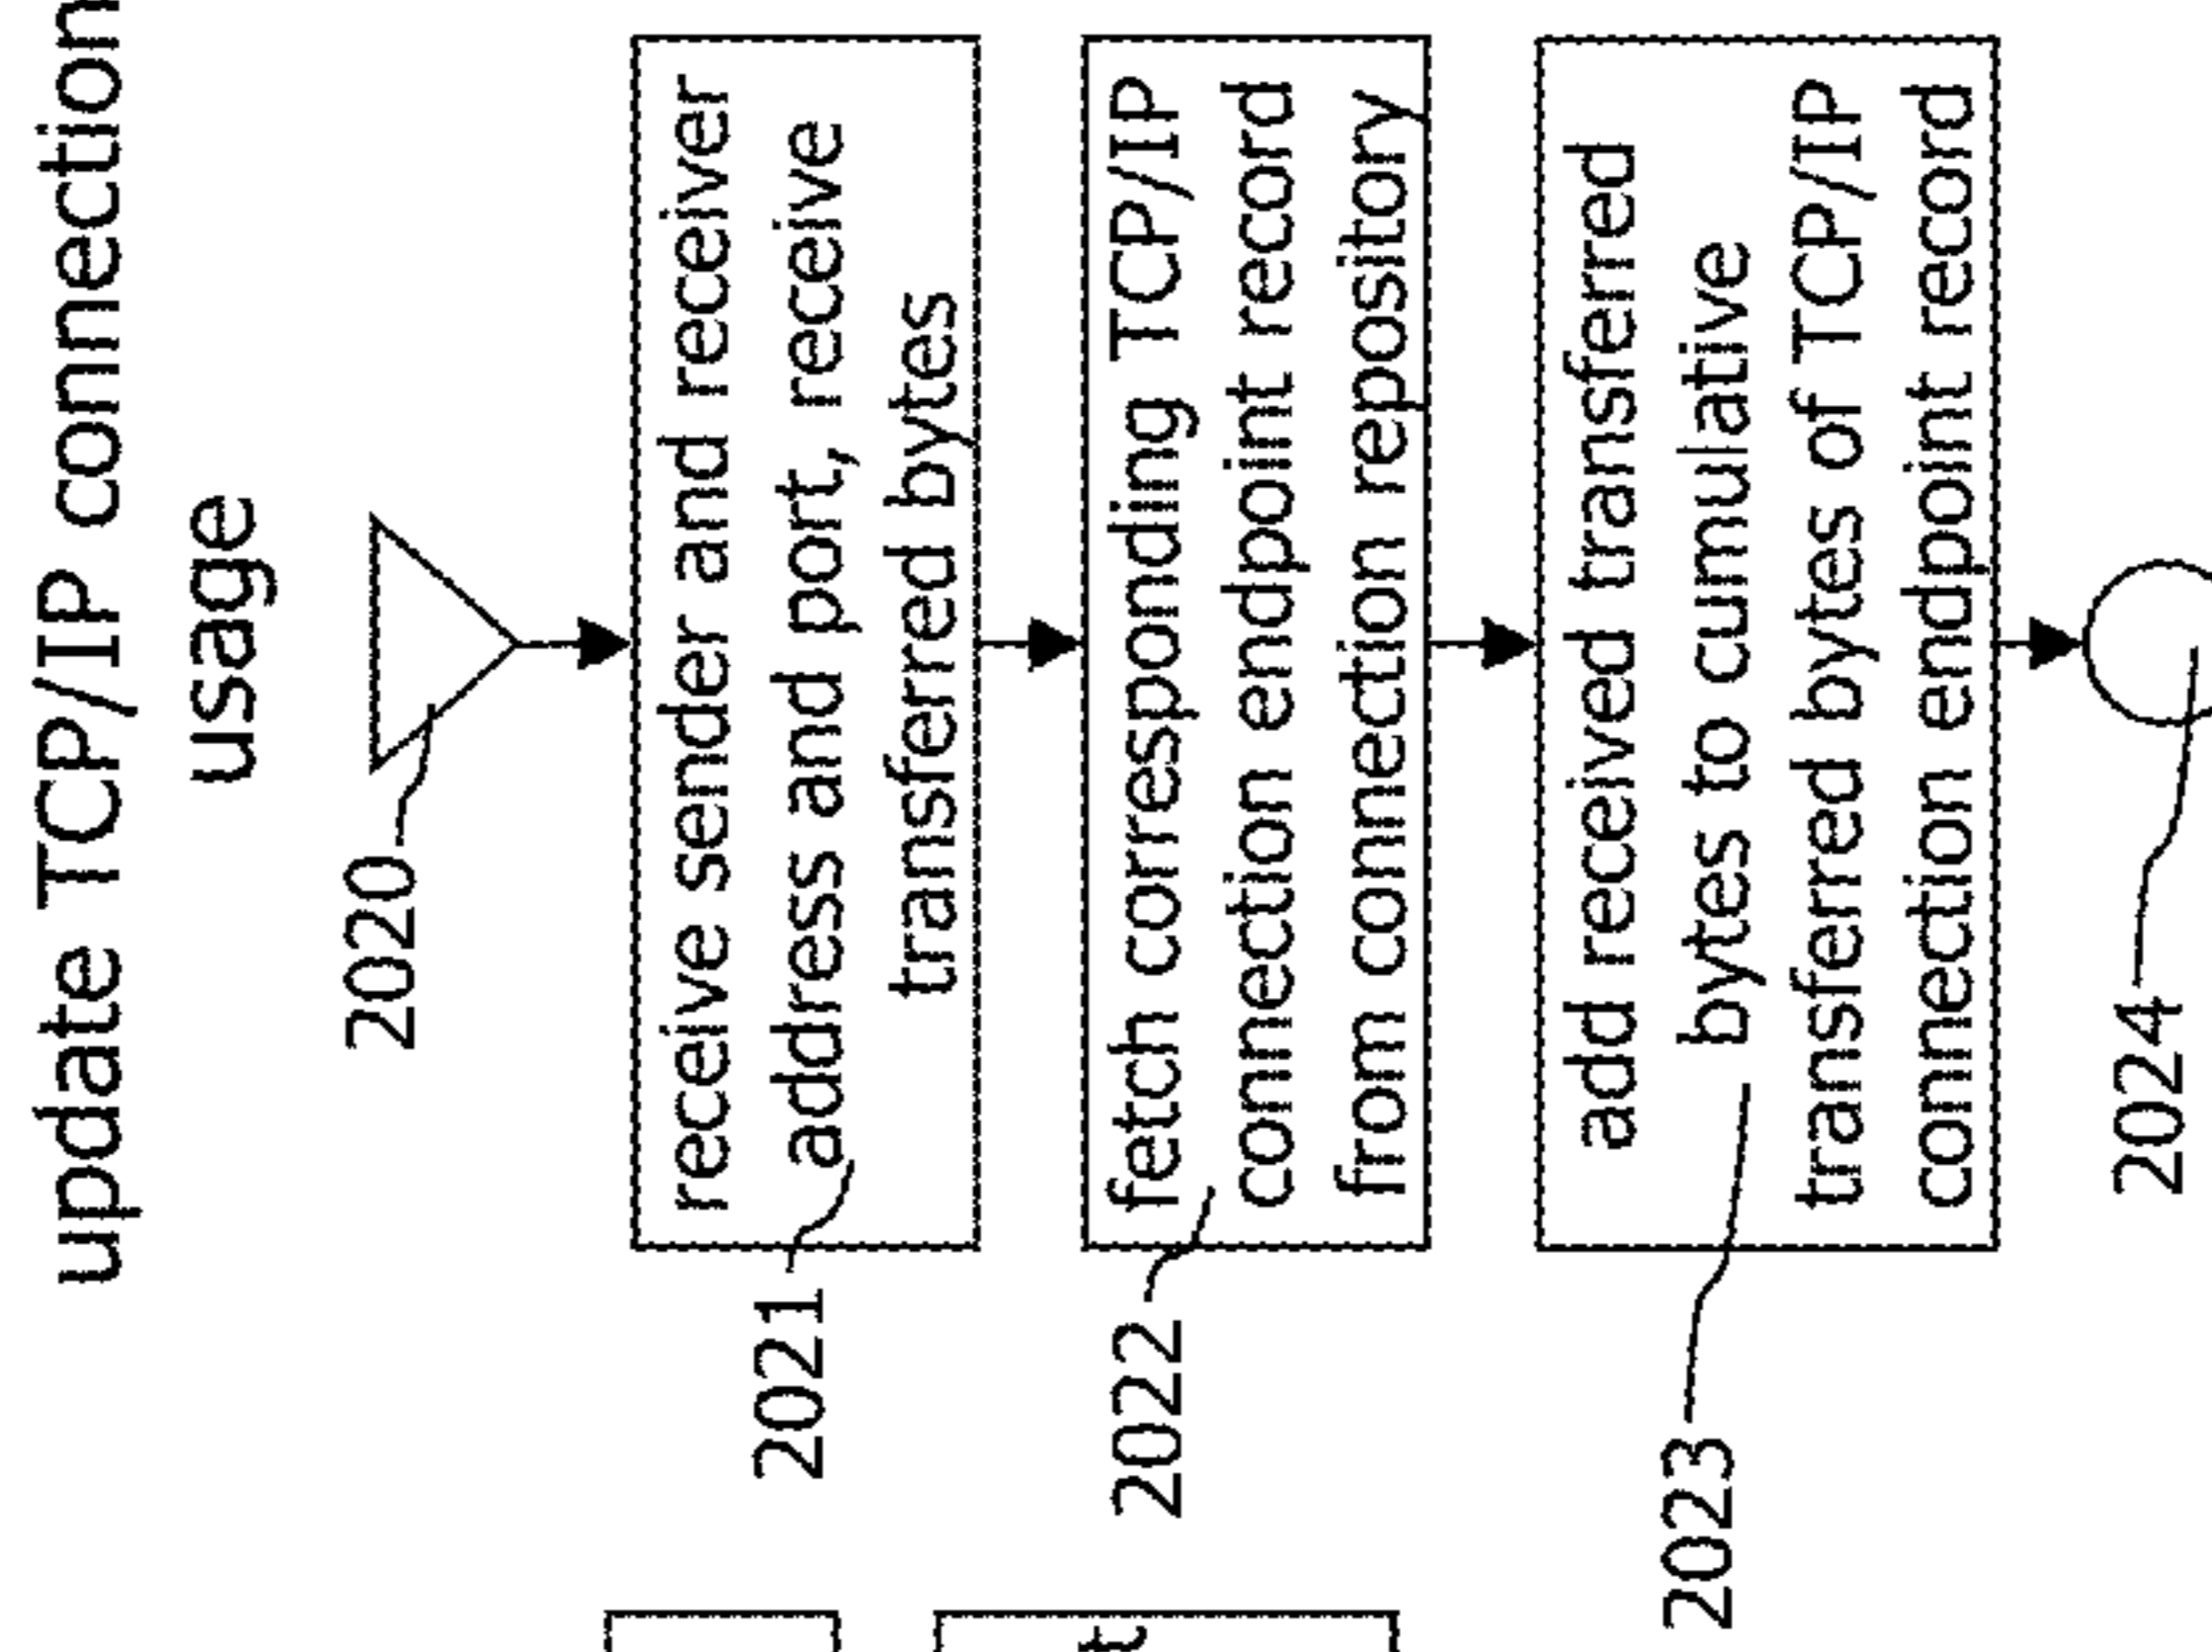 update TCP/IP connection
usage
2020
receive sender and receiver
address and port, receive
transferred bytes
2021
fetch corresponding TCP/IP
connection endpoint record
from connection repository
2022
add received transferred
bytes to cumulative
transferred bytes of TCP/IP
connection endpoint record
2023
2024
t